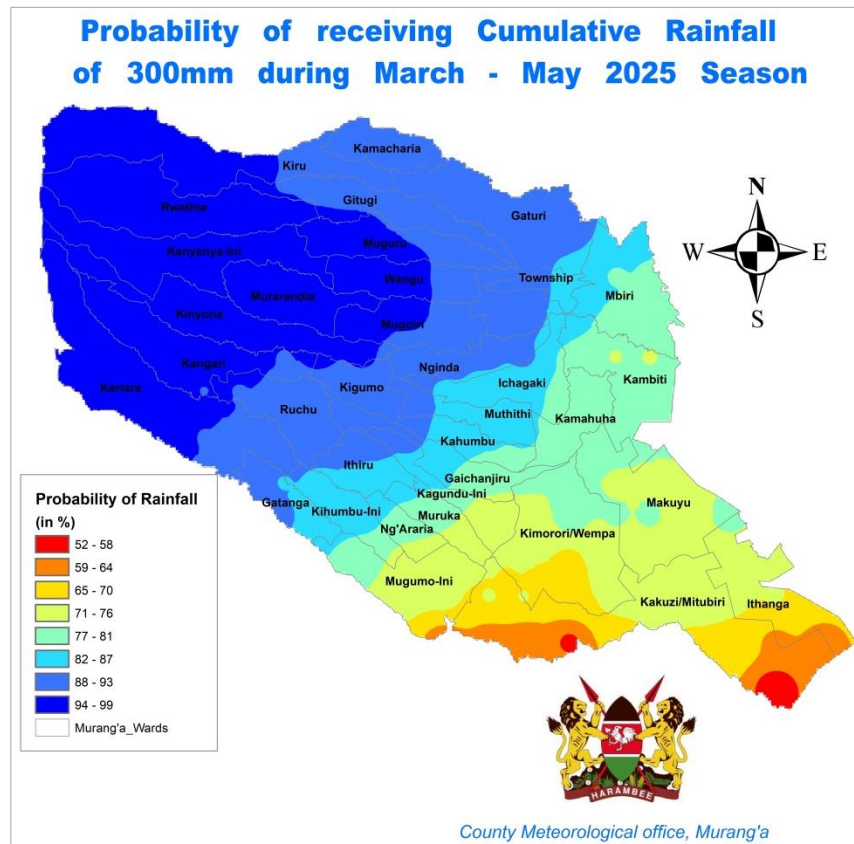 Probability of receiving Cumulative Rainfall
of 300mm during March - May 2025 Season
Kamacharia
Kiru
Gitugi
Rwathia
Gaturi
N
W
E
S
Muguru
Kanyenya-ini
Wangu
Township
Murarandia
Mbiri
Kinyona
Mugoiri
Kangari
Nginda
Kariara
Kigumo
Ichagaki
Kambiti
Ruchu
Muthithi
Kamahuha
Kahumbu
Ithiru
Gaichanjiru
Kagundu-Ini
Gatanga
Kihumbu-Ini
Makuyu
Muruka
Ng'Araria
Kimorori/Wempa
Mugumo-Ini
Kakuzi/Mitubiri
Ithanga
Probability of Rainfall
(in %)
52 - 58
59 - 64
65 - 70
71 - 76
77 - 81
82 - 87
88 - 93
94 - 99
Murang'a_Wards
HARAMBEE
County Meteorological office, Murang'a